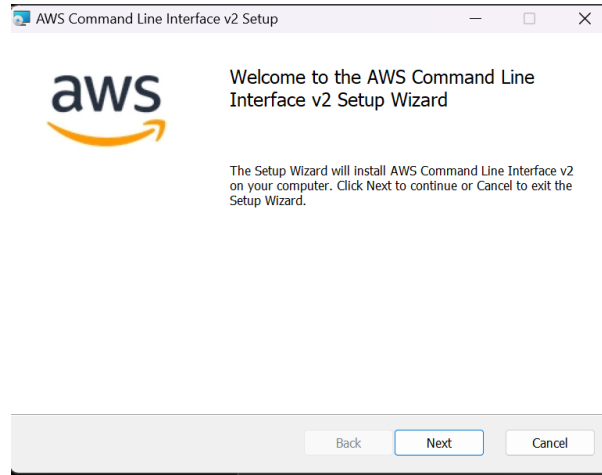 AWS Command Line Interface v2 Setup
aws
Welcome to the AWS Command Line
Interface v2 Setup Wizard
The Setup Wizard will install AWS Command Line Interface v2
on your computer. Click Next to continue or Cancel to exit the
Setup Wizard.
Back Next Cancel